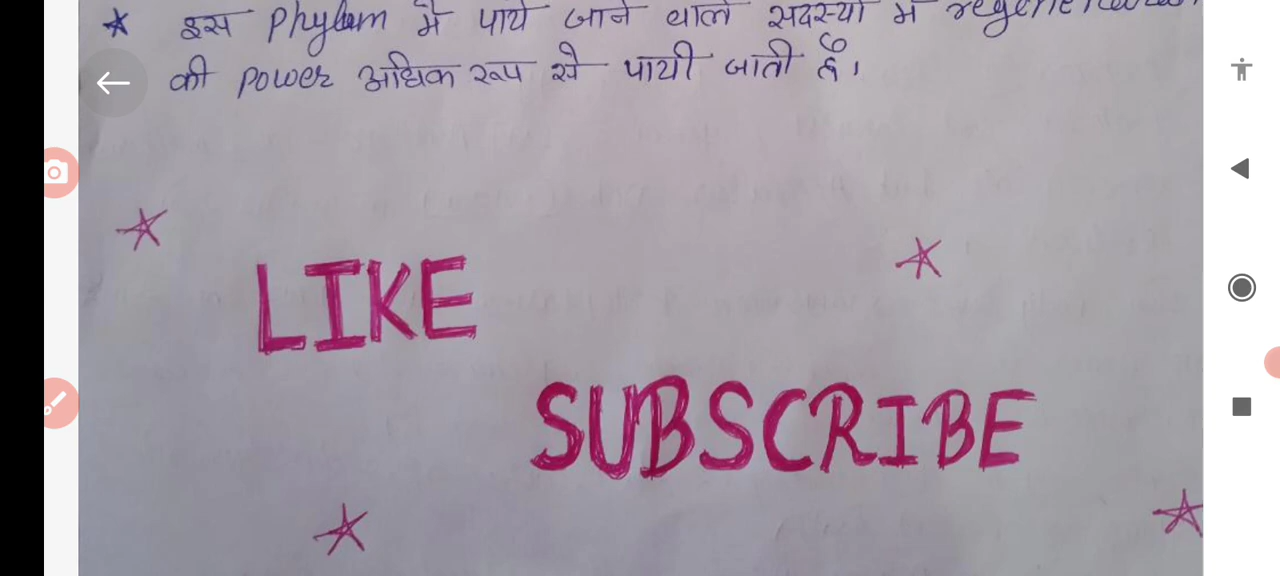 ★ इस Phylum में पाये जाने वाले सदस्यों में
की power अधिक रूप से पायी जाती है।
LIKE
SUBSCRIBE